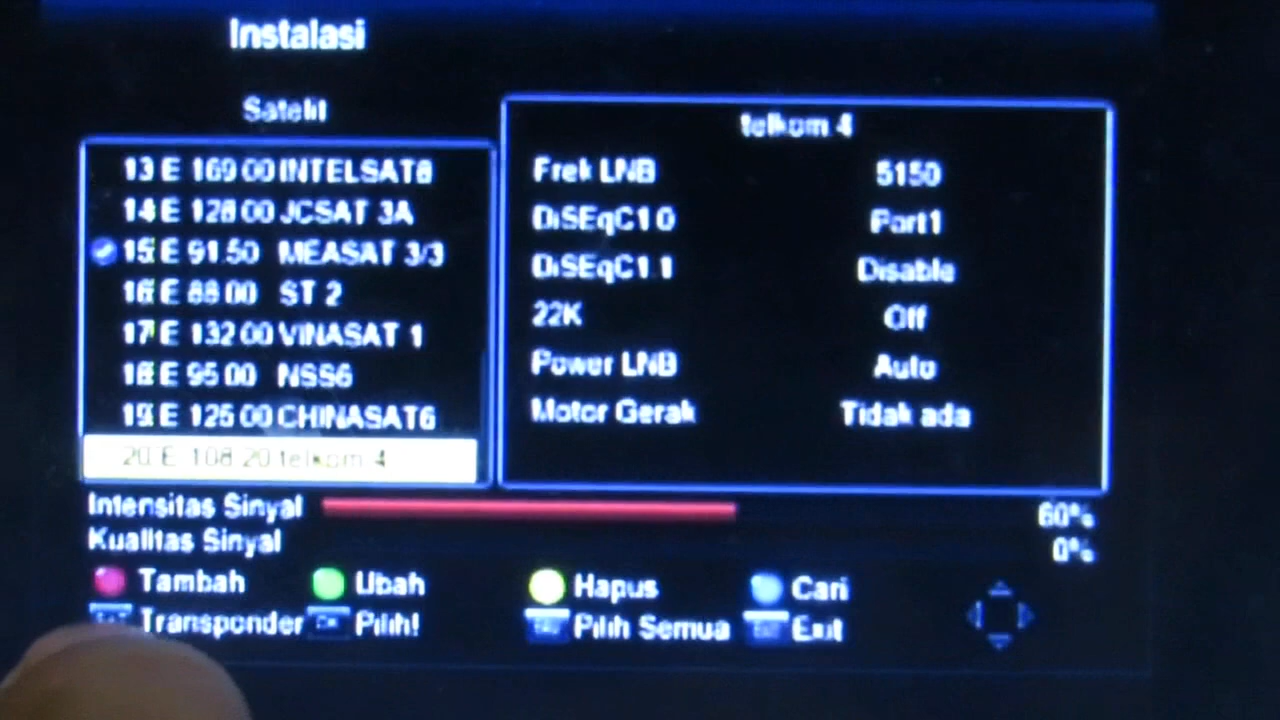 Instalasi
Satelit
13 E 169.00 INTELSAT8
14 E 128.00 JCSAT 3A
15 E 91.50 MEASAT 3/3
16 E 88.00 ST 2
17 E 132.00 VINASAT 1
18 E 95.00 NSS6
19 E 125.00 CHINASAT6
20 E 108.20 telkom 4
telkom 4
Frek LNB 5150
DiSEqC1.0 Port1
DiSEqC1.1 Disable
22K Off
Power LNB Auto
Motor Gerak Tidak ada
Intensitas Sinyal 60%
Kualitas Sinyal 0%
Tambah Ubah Hapus Cari
Transponder Pilih! Pilih Semua Exit